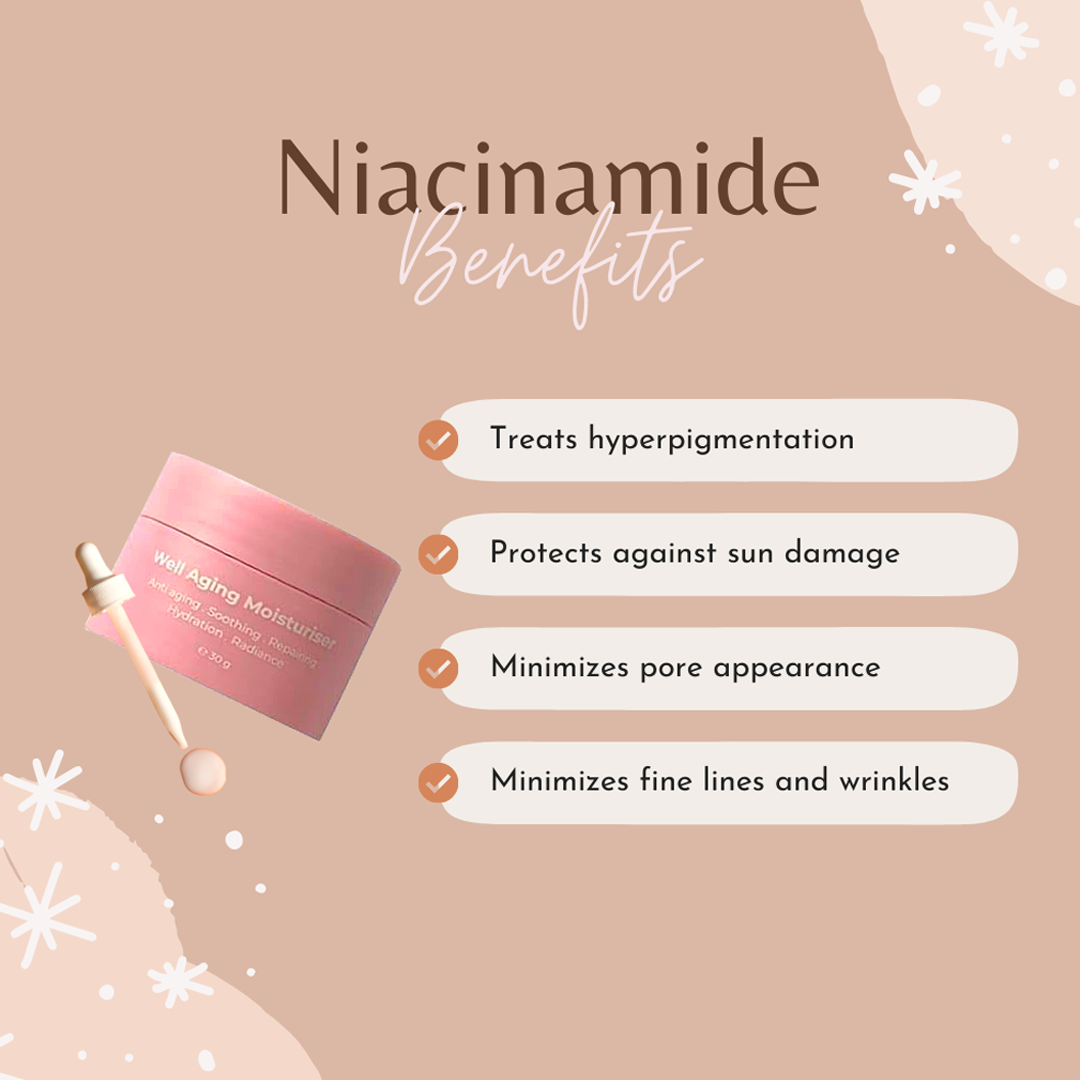 Niacinamide
Benefits
Treats hyperpigmentation
Protects against sun damage
Minimizes pore appearance
Minimizes fine lines and wrinkles
Well Aging Moisturiser
Anti aging . Soothing . Repairing
Hydration . Radiance
℮ 30 g